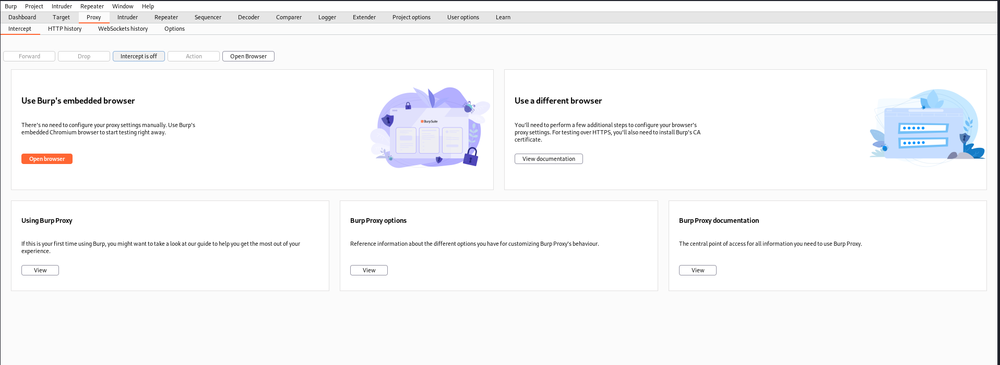 Burp Project Intruder Repeater Window Help
Dashboard Target Proxy Intruder Repeater Sequencer Decoder Comparer Logger Extender Project options User options Learn
Intercept HTTP history WebSockets history Options
Forward Drop Intercept is off Action Open Browser
Use Burp's embedded browser
There's no need to configure your proxy settings manually. Use Burp's
embedded Chromium browser to start testing right away.
Open browser
Burp Suite
Use a different browser
You'll need to perform a few additional steps to configure your browser's
proxy settings. For testing over HTTPS, you'll also need to install Burp's CA
certificate.
View documentation
Using Burp Proxy
If this is your first time using Burp, you might want to take a look at our guide to help you get the most out of your
experience.
View
Burp Proxy options
Reference information about the different options you have for customizing Burp Proxy's behaviour.
View
Burp Proxy documentation
The central point of access for all information you need to use Burp Proxy.
View